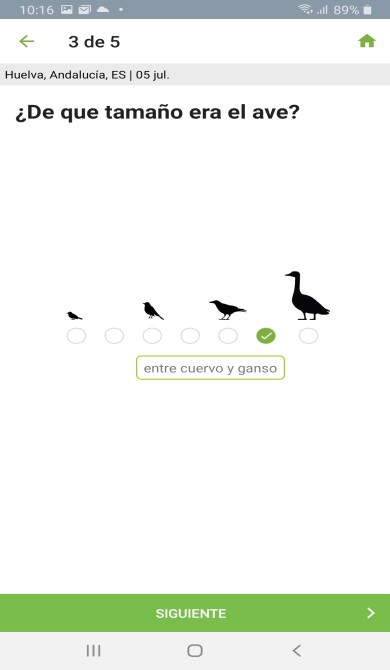 10:16
89%
3 de 5
Huelva, Andalucía, ES | 05 jul.
¿De que tamaño era el ave?
entre cuervo y ganso
SIGUIENTE